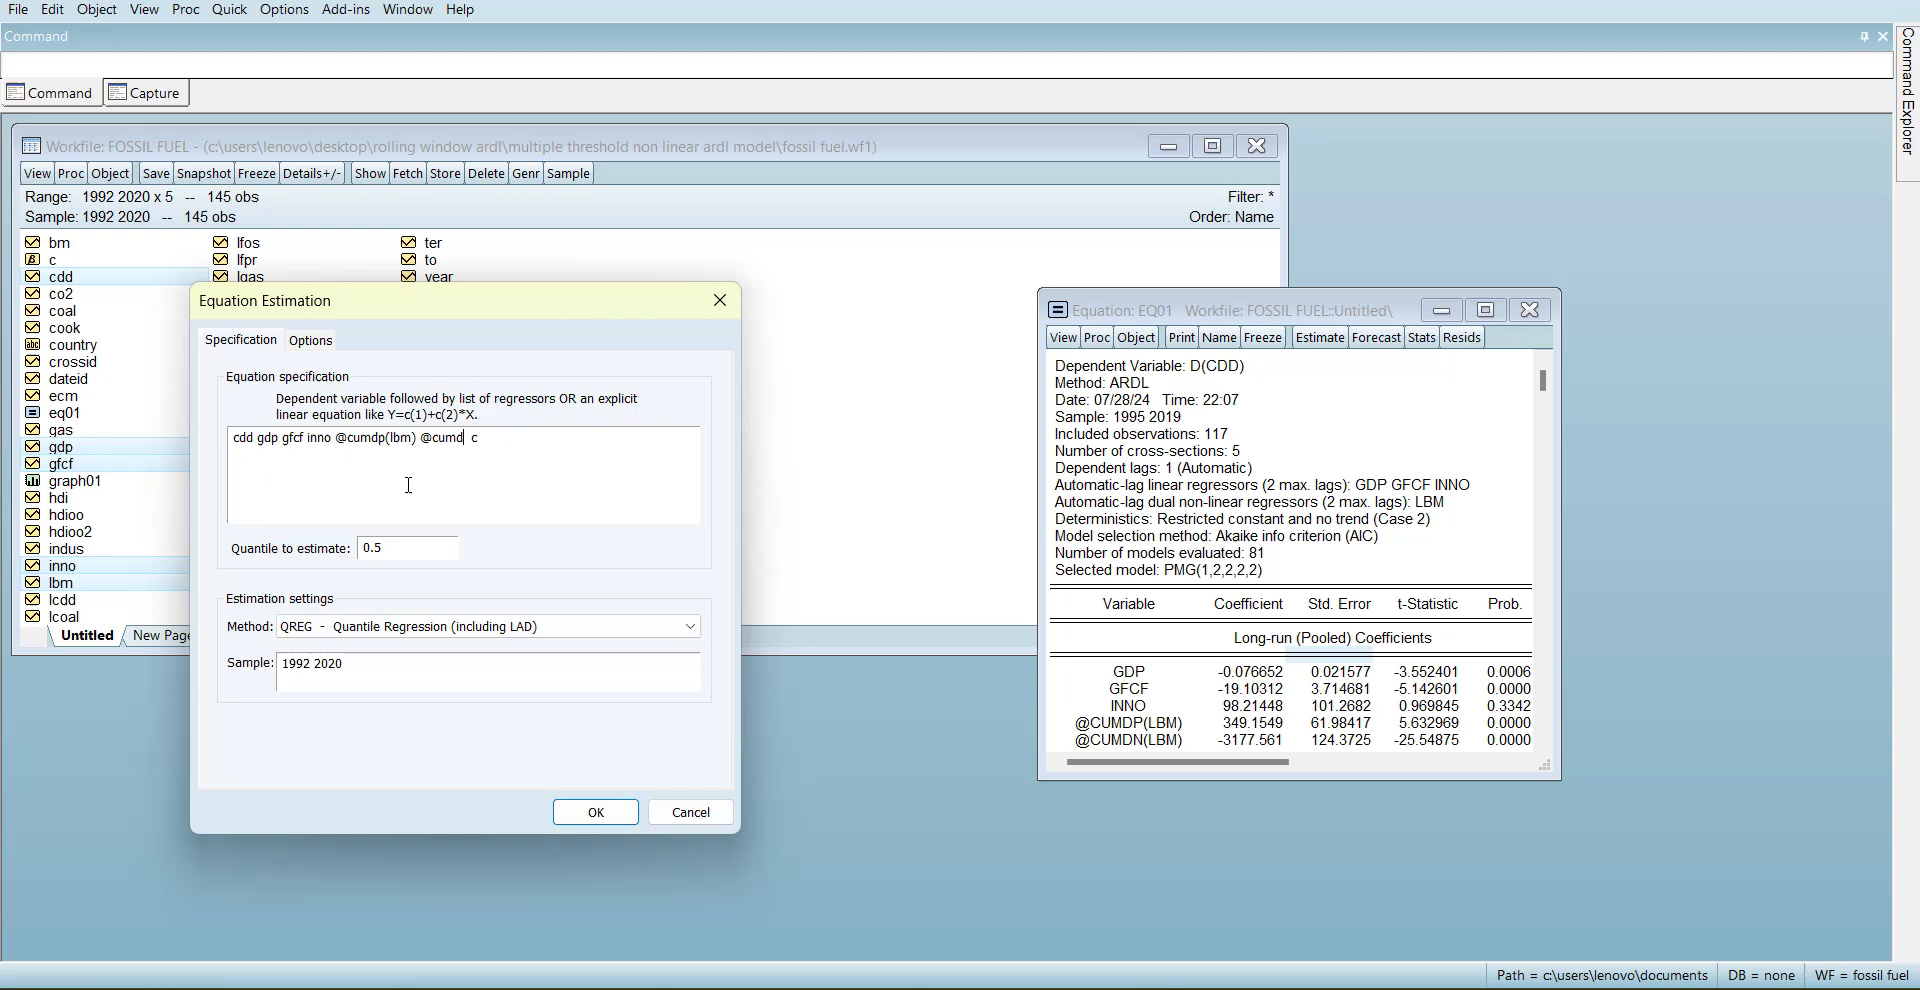 File Edit Object View Proc Quick Options Add-ins Window Help
Command
Command Capture
Command Explorer
Workfile: FOSSIL FUEL - (c:\users\lenovo\desktop\rolling window ardl\multiple threshold non linear ardl model\fossil fuel.wf1)
View Proc Object Save Snapshot Freeze Details+/- Show Fetch Store Delete Genr Sample
Range: 1992 2020 x 5 -- 145 obs Filter: *
Sample: 1992 2020 -- 145 obs Order: Name
bm lfos ter
c lfpr to
cdd lgas year
co2
coal
cook
country
crossid
dateid
ecm
eq01
gas
gdp
gfcf
graph01
hdi
hdioo
hdioo2
indus
inno
lbm
lcdd
lcoal
Untitled New Page
Equation Estimation
Specification Options
Equation specification
Dependent variable followed by list of regressors OR an explicit
linear equation like Y=c(1)+c(2)*X.
cdd gdp gfcf inno @cumdp(lbm) @cumd c
Quantile to estimate: 0.5
Estimation settings
Method: QREG - Quantile Regression (including LAD)
Sample: 1992 2020
OK Cancel
Equation: EQ01 Workfile: FOSSIL FUEL::Untitled\
View Proc Object Print Name Freeze Estimate Forecast Stats Resids
Dependent Variable: D(CDD)
Method: ARDL
Date: 07/28/24 Time: 22:07
Sample: 1995 2019
Included observations: 117
Number of cross-sections: 5
Dependent lags: 1 (Automatic)
Automatic-lag linear regressors (2 max. lags): GDP GFCF INNO
Automatic-lag dual non-linear regressors (2 max. lags): LBM
Deterministics: Restricted constant and no trend (Case 2)
Model selection method: Akaike info criterion (AIC)
Number of models evaluated: 81
Selected model: PMG(1,2,2,2,2)
Variable Coefficient Std. Error t-Statistic Prob.
Long-run (Pooled) Coefficients
GDP -0.076652 0.021577 -3.552401 0.0006
GFCF -19.10312 3.714681 -5.142601 0.0000
INNO 98.21448 101.2682 0.969845 0.3342
@CUMDP(LBM) 349.1549 61.98417 5.632969 0.0000
@CUMDN(LBM) -3177.561 124.3725 -25.54875 0.0000
Path = c:\users\lenovo\documents DB = none WF = fossil fuel